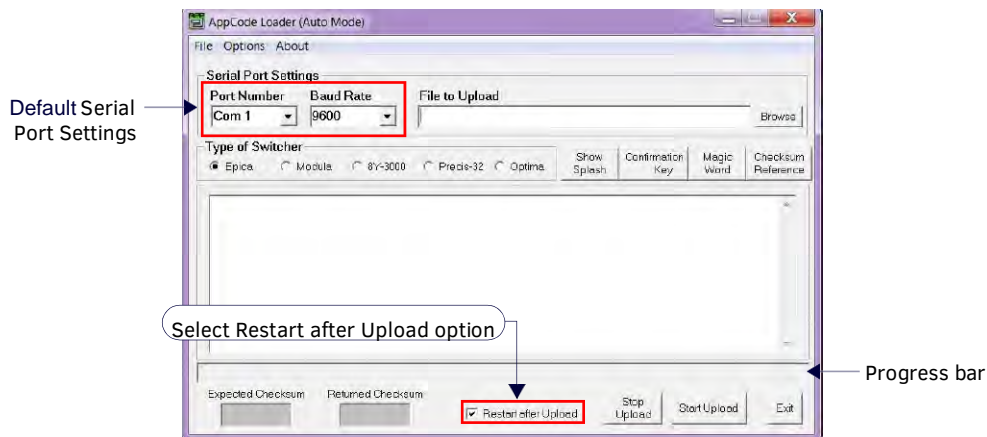 AppCode Loader (Auto Mode)
File Options About
Serial Port Settings
Port Number Baud Rate File to Upload
Default Serial
Port Settings
Com 1 9600 Browse
Type of Switcher
Epica Modula 8Y-3000 Precis-32 Optima
Show
Splash
Confirmation
Key
Magic
Word
Checksum
Reference
Select Restart after Upload option
Progress bar
Expected Checksum Returned Checksum
Restart after Upload
Stop
Upload
Start Upload
Exit